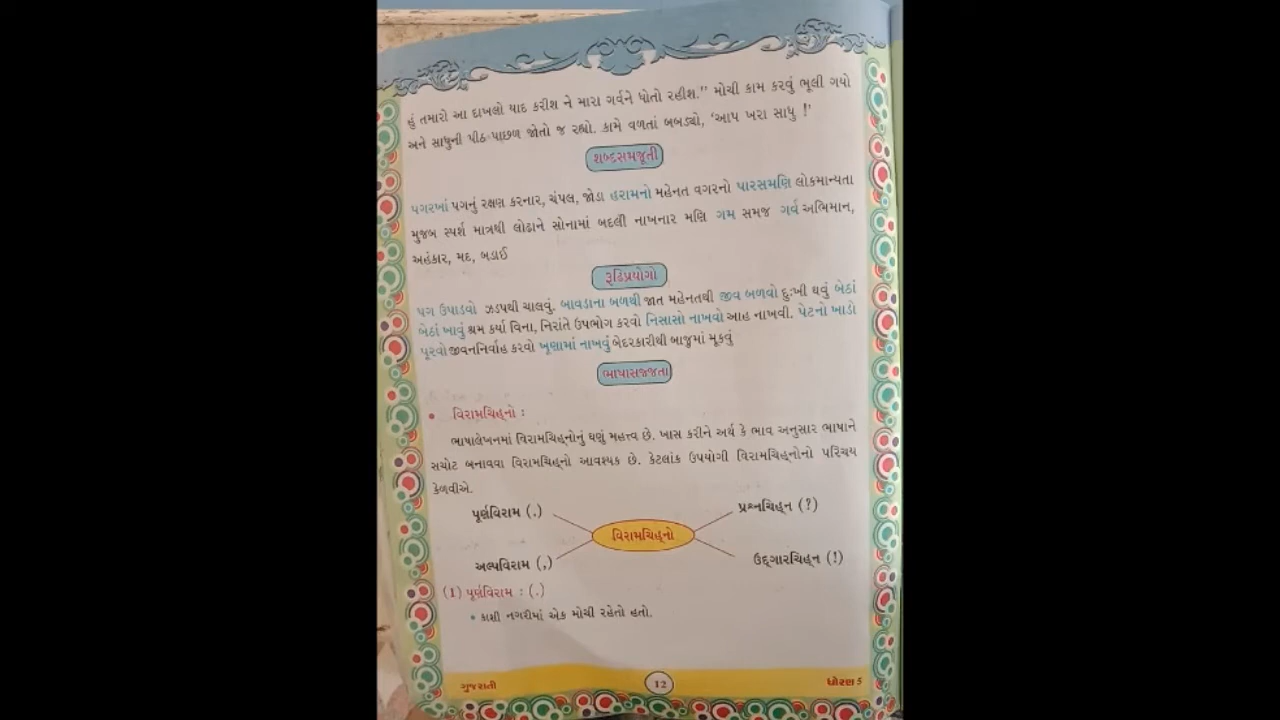 હું તમારો આ દાખલો યાદ કરીશ ને મારા ગર્વને ધોતો રહીશ.” મોચી કામ કરવું ભૂલી ગયો
અને સાધુની પીઠ પાછળ જોતો જ રહ્યો. કામે વળતાં બબડ્યો, ‘આપ ખરા સાધુ !’
શબ્દસમજૂતી
પગરખાં પગનું રક્ષણ કરનાર, ચંપલ, જોડા હરામનો મહેનત વગરનો પારસમણિ લોકમાન્યતા
મુજબ સ્પર્શ માત્રથી લોઢાને સોનામાં બદલી નાખનાર મણિ ગમ સમજ ગર્વ અભિમાન,
અહંકાર, મદ, બડાઈ
રૂઢિપ્રયોગો
પગ ઉપાડવો ઝડપથી ચાલવું. બાવડાના બળથી જાત મહેનતથી જીવ બળવો દુઃખી થવું બેઠાં
બેઠાં ખાવું શ્રમ કર્યા વિના, નિરાંતે ઉપભોગ કરવો નિસાસો નાખવો આહ નાખવી. પેટનો ખાડો
પૂરવો જીવનનિર્વાહ કરવો ખૂણામાં નાખવું બેદરકારીથી બાજુમાં મૂકવું
ભાષાસજ્જતા
• વિરામચિહ્નો :
ભાષાલેખનમાં વિરામચિહ્નોનું ઘણું મહત્ત્વ છે. ખાસ કરીને અર્થ કે ભાવ અનુસાર ભાષાને
સચોટ બનાવવા વિરામચિહ્નો આવશ્યક છે. કેટલાંક ઉપયોગી વિરામચિહ્નોનો પરિચય
કેળવીએ.
પૂર્ણવિરામ (.) પ્રશ્નચિહ્ન (?)
વિરામચિહ્નો
અલ્પવિરામ (,) ઉદ્ગારચિહ્ન (!)
(1) પૂર્ણવિરામ : (.)
• કાશી નગરીમાં એક મોચી રહેતો હતો.
ગુજરાતી 12 ધોરણ 5